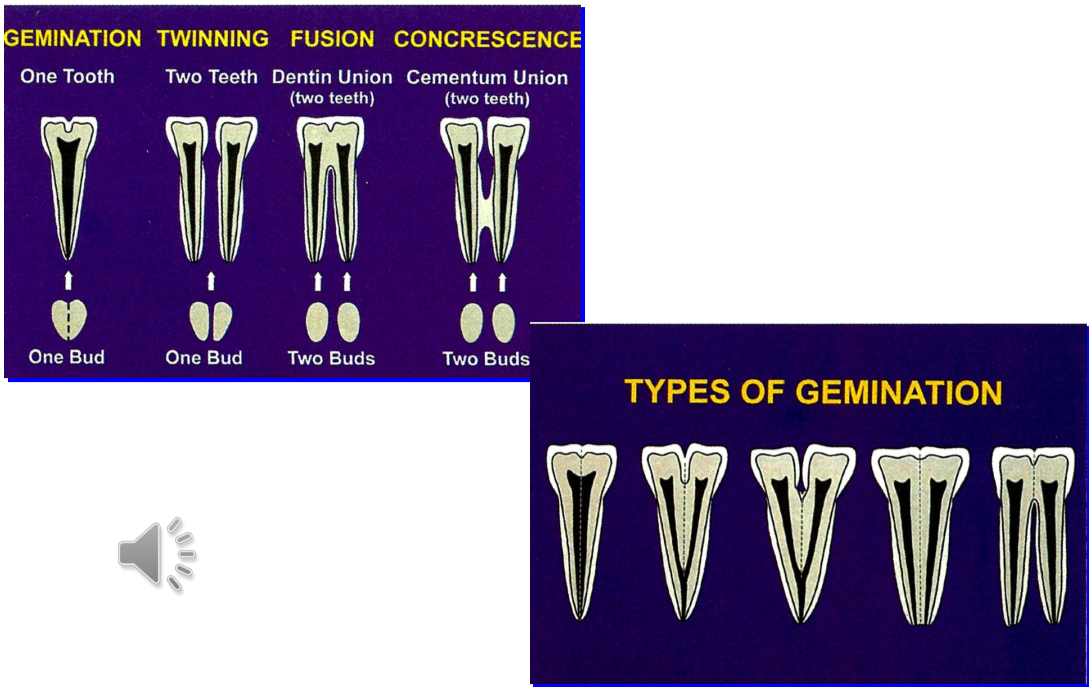 GEMINATION TWINNING FUSION CONCRESCENCE
One Tooth Two Teeth Dentin Union Cementum Union
(two teeth) (two teeth)
One Bud One Bud Two Buds Two Buds
TYPES OF GEMINATION